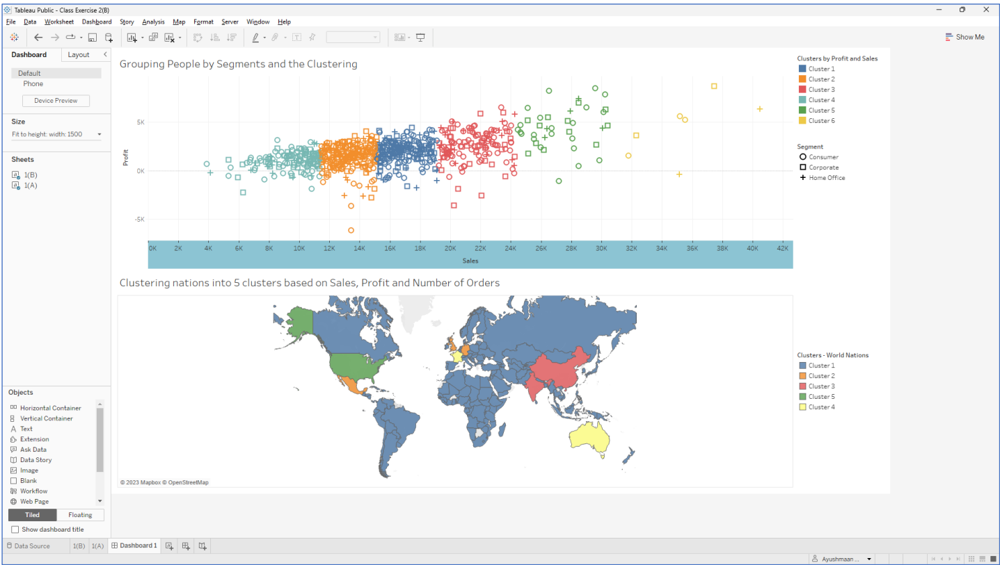 Tableau Public - Class Exercise 2(B)
File Data Worksheet Dashboard Story Analysis Map Format Server Window Help
Show Me
Dashboard Layout
Default
Phone
Device Preview
Size
Fit to height: width: 1500
Sheets
1(B)
1(A)
Objects
Horizontal Container
Vertical Container
Text
Extension
Ask Data
Data Story
Image
Blank
Workflow
Web Page
Tiled Floating
Show dashboard title
Grouping People by Segments and the Clustering
Profit
5K
0K
-5K
0K 2K 4K 6K 8K 10K 12K 14K 16K 18K 20K 22K 24K 26K 28K 30K 32K 34K 36K 38K 40K 42K
Sales
Clusters by Profit and Sales
Cluster 1
Cluster 2
Cluster 3
Cluster 4
Cluster 5
Cluster 6
Segment
Consumer
Corporate
Home Office
Clustering nations into 5 clusters based on Sales, Profit and Number of Orders
© 2023 Mapbox © OpenStreetMap
Clusters - World Nations
Cluster 1
Cluster 2
Cluster 3
Cluster 5
Cluster 4
Data Source 1(B) 1(A) Dashboard 1
Ayushmaan ...